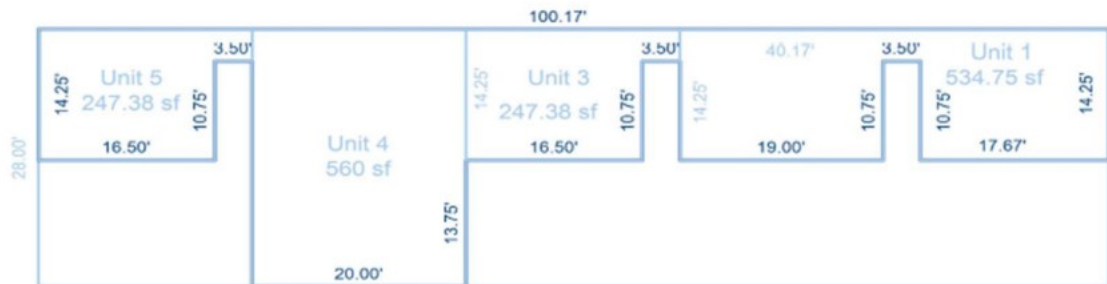 100.17'
3.50'
3.50'
40.17'
3.50'
Unit 5
247.38 sf
14.25'
10.75'
16.50'
28.00'
Unit 4
560 sf
13.75'
20.00'
14.25'
Unit 3
247.38 sf
10.75'
16.50'
14.25'
19.00'
10.75'
10.75'
Unit 1
534.75 sf
14.25'
17.67'